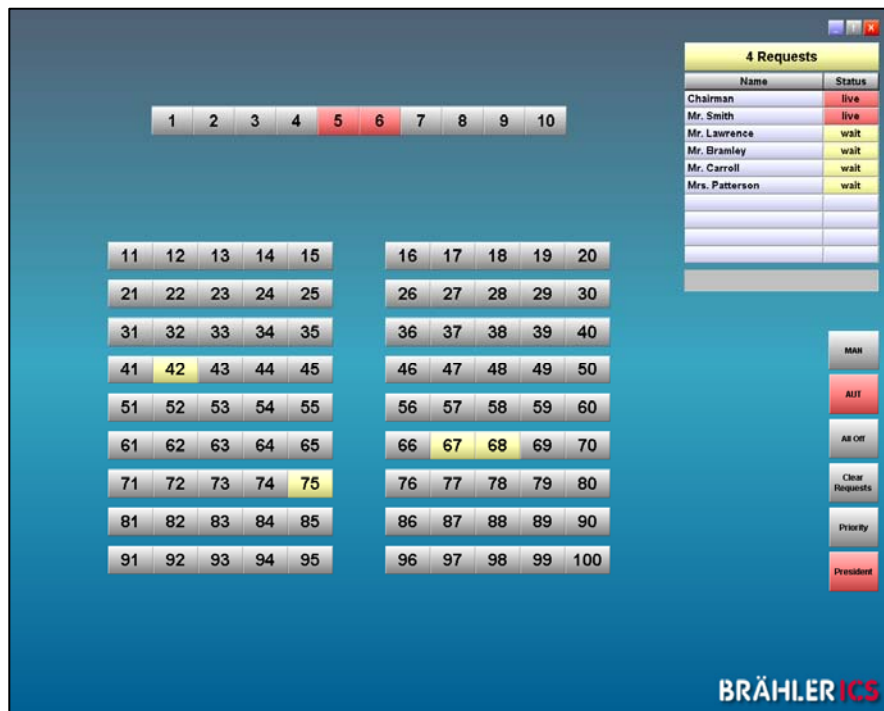 4 Requests
Name Status
Chairman live
Mr. Smith live
Mr. Lawrence wait
Mr. Bramley wait
Mr. Carroll wait
Mrs. Patterson wait
1 2 3 4 5 6 7 8 9 10
11 12 13 14 15 16 17 18 19 20
21 22 23 24 25 26 27 28 29 30
31 32 33 34 35 36 37 38 39 40
41 42 43 44 45 46 47 48 49 50
51 52 53 54 55 56 57 58 59 60
61 62 63 64 65 66 67 68 69 70
71 72 73 74 75 76 77 78 79 80
81 82 83 84 85 86 87 88 89 90
91 92 93 94 95 96 97 98 99 100
MAN
AUT
All Off
Clear
Requests
Priority
President
BRÄHLER ICS